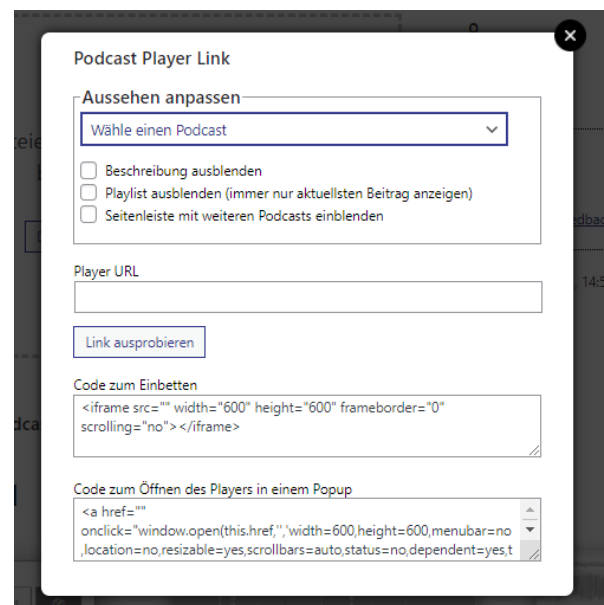 Podcast Player Link
Aussehen anpassen
Wähle einen Podcast
Beschreibung ausblenden
Playlist ausblenden (immer nur aktuellsten Beitrag anzeigen)
Seitenleiste mit weiteren Podcasts einblenden
Player URL
Link ausprobieren
Code zum Einbetten
<iframe src="" width="600" height="600" frameborder="0"
scrolling="no"></iframe>
Code zum Öffnen des Players in einem Popup
<a href=""
onclick="window.open(this.href,'','width=600,height=600,menubar=no
,location=no,resizable=yes,scrollbars=auto,status=no,dependent=yes,t